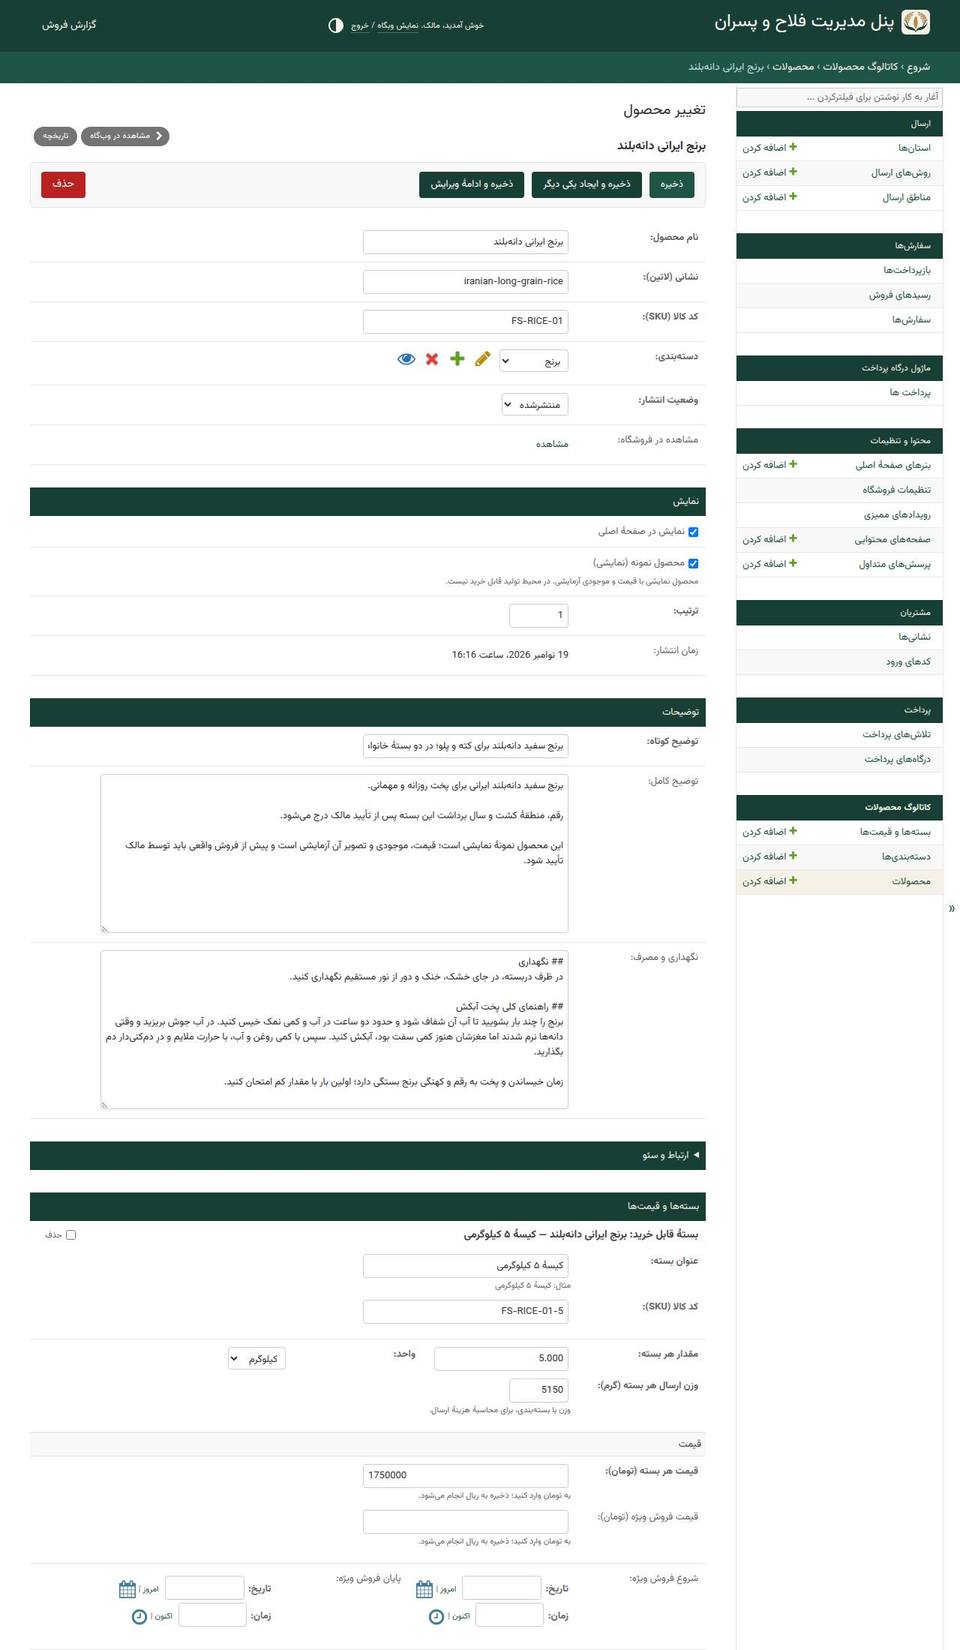 پنل مدیریت فلاح و پسران
خوش آمدید، مالک. نمایش وبگاه / خروج
گزارش فروش
شروع › کاتالوگ محصولات › محصولات › برنج ایرانی دانه‌بلند
آغار به کار نوشتن برای فیلترکردن ...
ارسال
استان‌ها اضافه کردن
روش‌های ارسال اضافه کردن
مناطق ارسال اضافه کردن
سفارش‌ها
بازپرداخت‌ها
رسیدهای فروش
سفارش‌ها
ماژول درگاه پرداخت
پرداخت ها
محتوا و تنظیمات
بنرهای صفحهٔ اصلی اضافه کردن
تنظیمات فروشگاه
رویدادهای ممیزی
صفحه‌های محتوایی اضافه کردن
پرسش‌های متداول اضافه کردن
مشتریان
نشانی‌ها
کدهای ورود
پرداخت
تلاش‌های پرداخت
درگاه‌های پرداخت
کاتالوگ محصولات
بسته‌ها و قیمت‌ها اضافه کردن
دسته‌بندی‌ها اضافه کردن
محصولات اضافه کردن
«
تغییر محصول
برنج ایرانی دانه‌بلند
مشاهده در وب‌گاه
تاریخچه
ذخیره
ذخیره و ایجاد یکی دیگر
ذخیره و ادامهٔ ویرایش
حذف
نام محصول: برنج ایرانی دانه‌بلند
نشانی (لاتین): iranian-long-grain-rice
کد کالا (SKU): FS-RICE-01
دسته‌بندی: برنج
وضعیت انتشار: منتشرشده
مشاهده در فروشگاه: مشاهده
نمایش
نمایش در صفحهٔ اصلی
محصول نمونه (نمایشی)
محصول نمایشی با قیمت و موجودی آزمایشی. در محیط تولید قابل خرید نیست.
ترتیب: 1
زمان انتشار: 19 نوامبر 2026، ساعت 16:16
توضیحات
توضیح کوتاه: برنج سفید دانه‌بلند برای کته و پلو؛ در دو بستهٔ خانواد
توضیح کامل: برنج سفید دانه‌بلند ایرانی برای پخت روزانه و مهمانی.
رقم، منطقهٔ کشت و سال برداشت این بسته پس از تأیید مالک درج می‌شود.
این محصول نمونهٔ نمایشی است؛ قیمت، موجودی و تصویر آن آزمایشی است و پیش از فروش واقعی باید توسط مالک
تأیید شود.
نگهداری و مصرف: ## نگهداری
در ظرف دربسته، در جای خشک، خنک و دور از نور مستقیم نگهداری کنید.
## راهنمای کلی پخت آبکش
برنج را چند بار بشویید تا آب آن شفاف شود و حدود دو ساعت در آب و کمی نمک خیس کنید. در آب جوش بریزید و وقتی
دانه‌ها نرم شدند اما مغزشان هنوز کمی سفت بود، آبکش کنید. سپس با کمی روغن و آب، با حرارت ملایم و درِ دم‌کنی‌دار دم
بگذارید.
زمان خیساندن و پخت به رقم و کهنگی برنج بستگی دارد؛ اولین بار با مقدار کم امتحان کنید.
ارتباط و سئو
بسته‌ها و قیمت‌ها
بستهٔ قابل خرید: برنج ایرانی دانه‌بلند — کیسهٔ ۵ کیلوگرمی
حذف
عنوان بسته: کیسهٔ ۵ کیلوگرمی
مثال: کیسهٔ ۵ کیلوگرمی
کد کالا (SKU): FS-RICE-01-5
مقدار هر بسته: 5.000
واحد: کیلوگرم
وزن ارسال هر بسته (گرم): 5150
وزن با بسته‌بندی، برای محاسبهٔ هزینهٔ ارسال.
قیمت
قیمت هر بسته (تومان): 1750000
به تومان وارد کنید؛ ذخیره به ریال انجام می‌شود.
قیمت فروش ویژه (تومان):
به تومان وارد کنید؛ ذخیره به ریال انجام می‌شود.
شروع فروش ویژه:
تاریخ: امروز |
زمان: اکنون |
پایان فروش ویژه:
تاریخ: امروز |
زمان: اکنون |